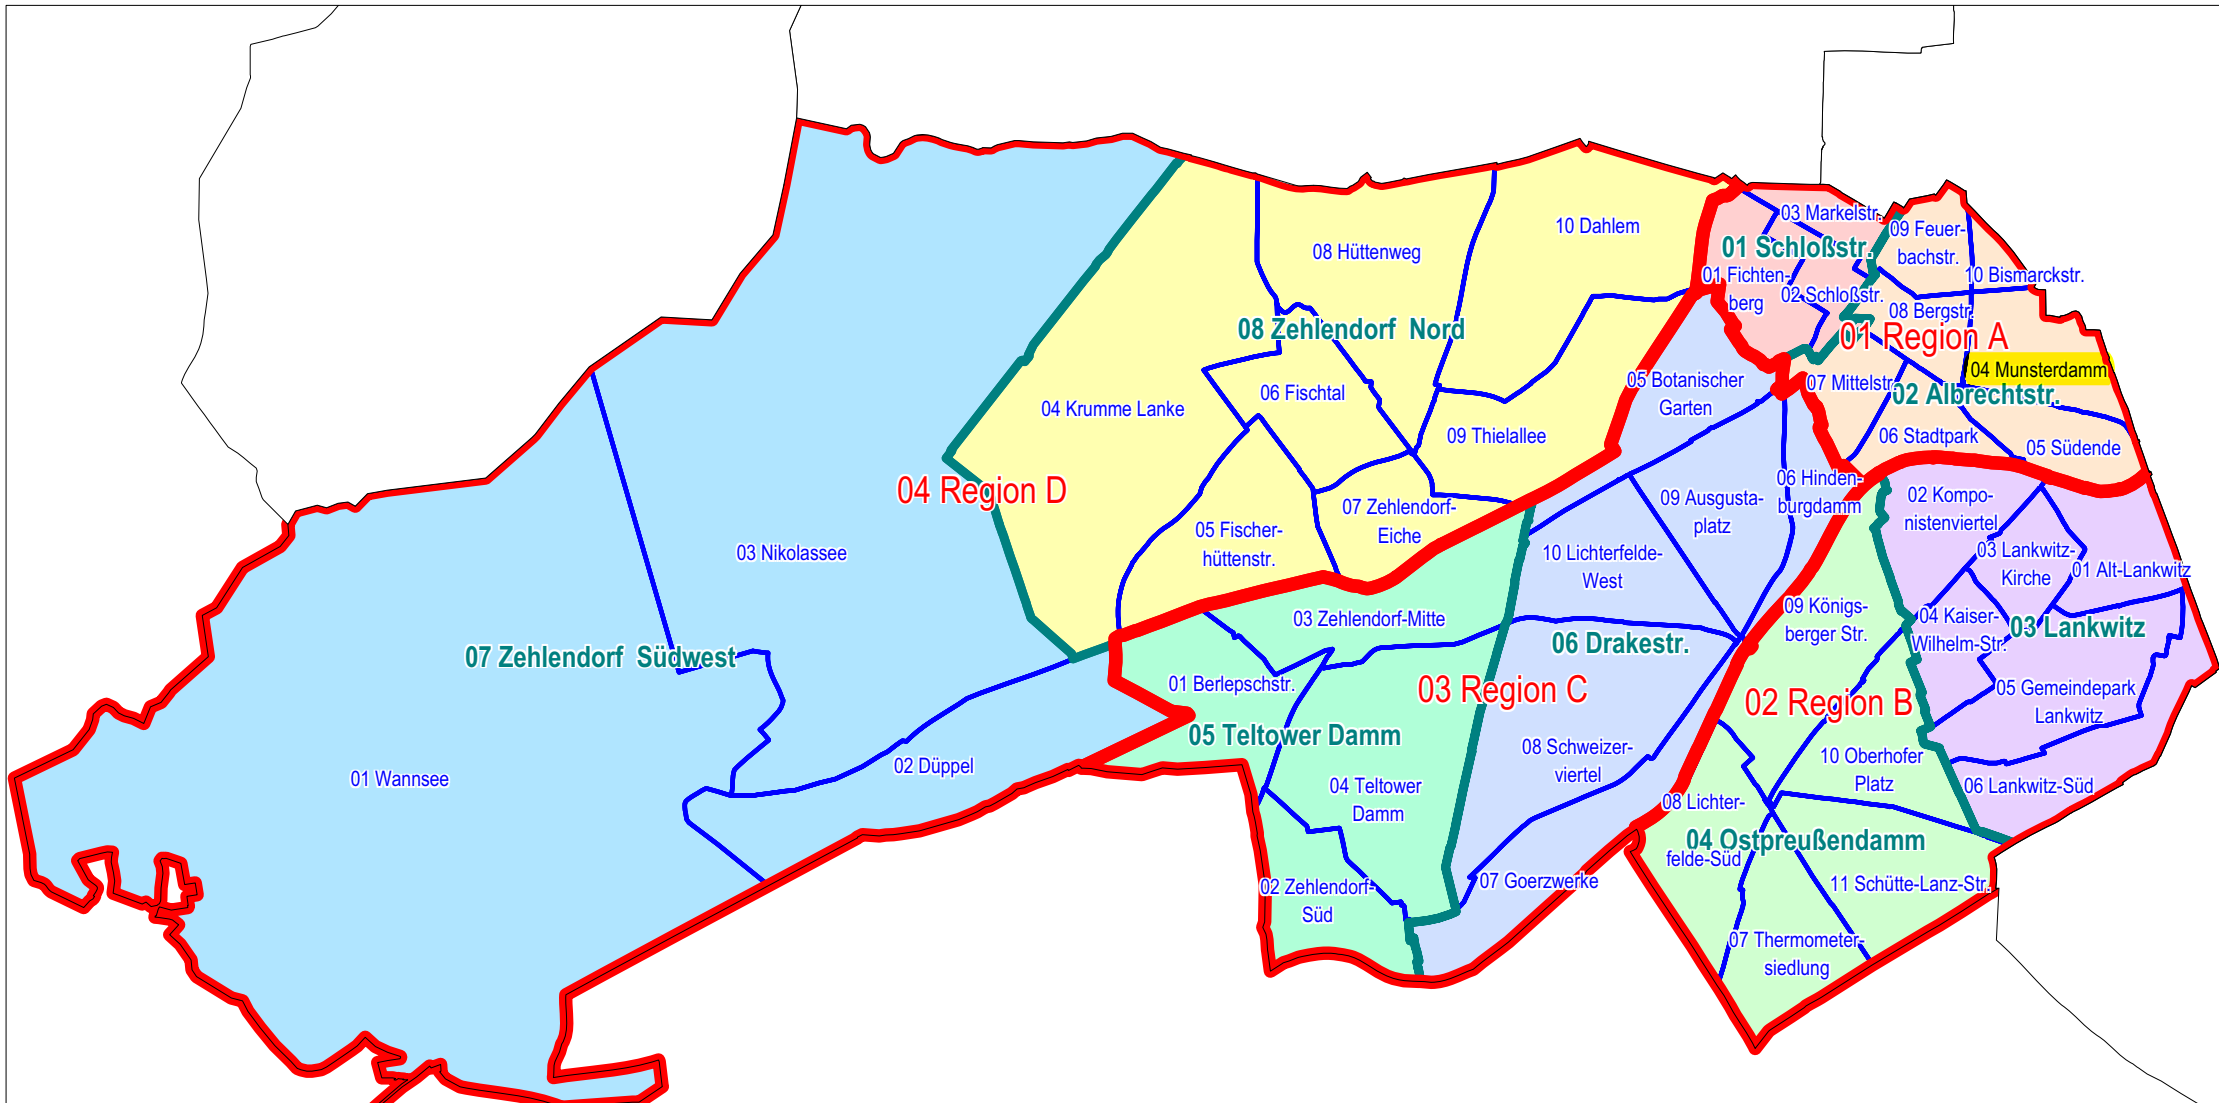 03 Markelstr.
09 Feuer-
bachstr.
10 Dahlem
01 Schloßstr.
08 Hüttenweg
01 Fichten-
berg
10 Bismarckstr.
02 Schloßstr.
08 Bergstr.
08 Zehlendorf Nord
01 Region A
04 Munsterdamm
05 Botanischer
Garten
07 Mittelstr.
02 Albrechtstr.
06 Fischtal
04 Krumme Lanke
09 Thielallee
06 Stadtpark
05 Südende
04 Region D
06 Hinden-
burgdamm
09 Ausgusta-
platz
02 Kompo-
nistenviertel
07 Zehlendorf-
Eiche
05 Fischer-
hüttenstr.
03 Nikolassee
10 Lichterfelde-
West
03 Lankwitz-
Kirche
01 Alt-Lankwitz
09 Königs-
berger Str.
03 Zehlendorf-Mitte
04 Kaiser-
Wilhelm-Str.
03 Lankwitz
06 Drakestr.
07 Zehlendorf Südwest
01 Berlepschstr.
03 Region C
02 Region B
05 Gemeindepark
Lankwitz
05 Teltower Damm
08 Schweizer-
viertel
10 Oberhofer
Platz
02 Düppel
01 Wannsee
04 Teltower
Damm
06 Lankwitz-Süd
08 Lichter-
felde-Süd
04 Ostpreußendamm
02 Zehlendorf-
Süd
07 Goerzwerke
11 Schütte-Lanz-Str.
07 Thermometer-
siedlung